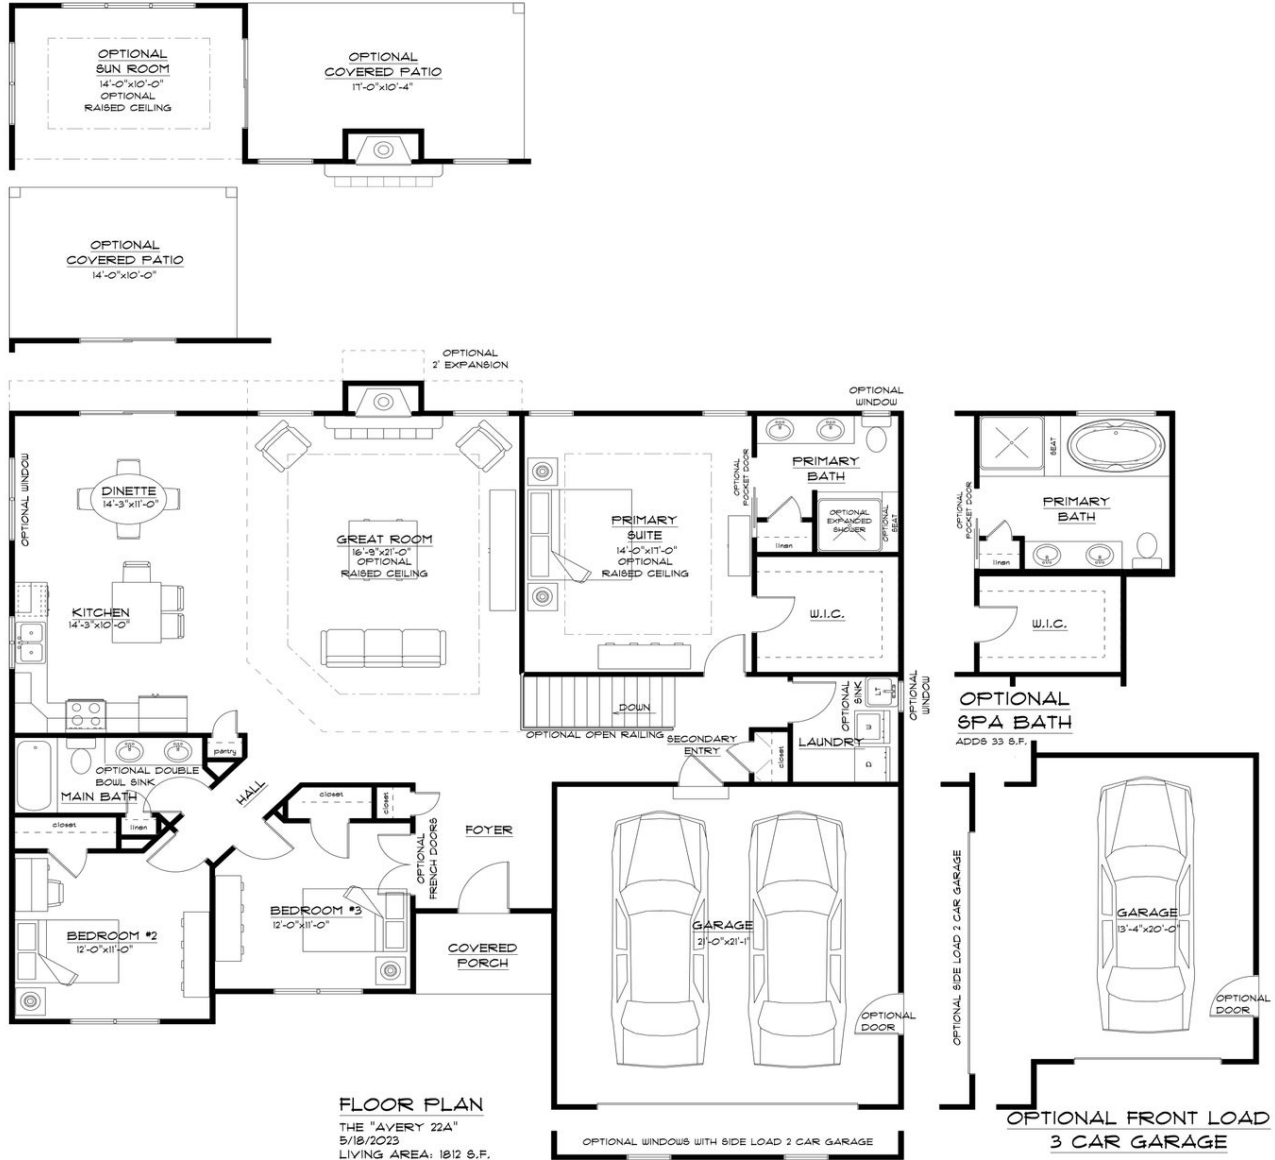 OPTIONAL
SUN ROOM
14'-0"x10'-0"
OPTIONAL
RAISED CEILING
OPTIONAL
COVERED PATIO
17'-0"x10'-4"
OPTIONAL
COVERED PATIO
14'-0"x10'-0"
OPTIONAL
2' EXPANSION
OPTIONAL
WINDOW
OPTIONAL WINDOW
DINETTE
14'-3"x11'-0"
GREAT ROOM
16'-9"x21'-0"
OPTIONAL
RAISED CEILING
KITCHEN
14'-3"x10'-0"
PRIMARY
SUITE
14'-0"x17'-0"
OPTIONAL
RAISED CEILING
OPTIONAL
POCKET DOOR
PRIMARY
BATH
OPTIONAL
EXPANDED
SHOWER
OPTIONAL
SEAT
linen
W.I.C.
SEAT
OPTIONAL
POCKET DOOR
PRIMARY
BATH
linen
W.I.C.
OPTIONAL
SPA BATH
ADDS 33 S.F.
DOWN
OPTIONAL OPEN RAILING
SECONDARY
ENTRY
closet
OPTIONAL
SINK
LT
W
D
LAUNDRY
OPTIONAL
WINDOW
pantry
OPTIONAL DOUBLE
BOWL SINK
MAIN BATH
HALL
closet
linen
closet
closet
OPTIONAL
FRENCH DOORS
FOYER
BEDROOM #2
12'-0"x11'-0"
BEDROOM #3
12'-0"x11'-0"
COVERED
PORCH
GARAGE
21'-0"x21'-1"
OPTIONAL
DOOR
OPTIONAL SIDE LOAD 2 CAR GARAGE
GARAGE
13'-4"x20'-0"
OPTIONAL
DOOR
OPTIONAL FRONT LOAD
3 CAR GARAGE
FLOOR PLAN
THE "AVERY 22A"
5/18/2023
LIVING AREA: 1812 S.F.
OPTIONAL WINDOWS WITH SIDE LOAD 2 CAR GARAGE